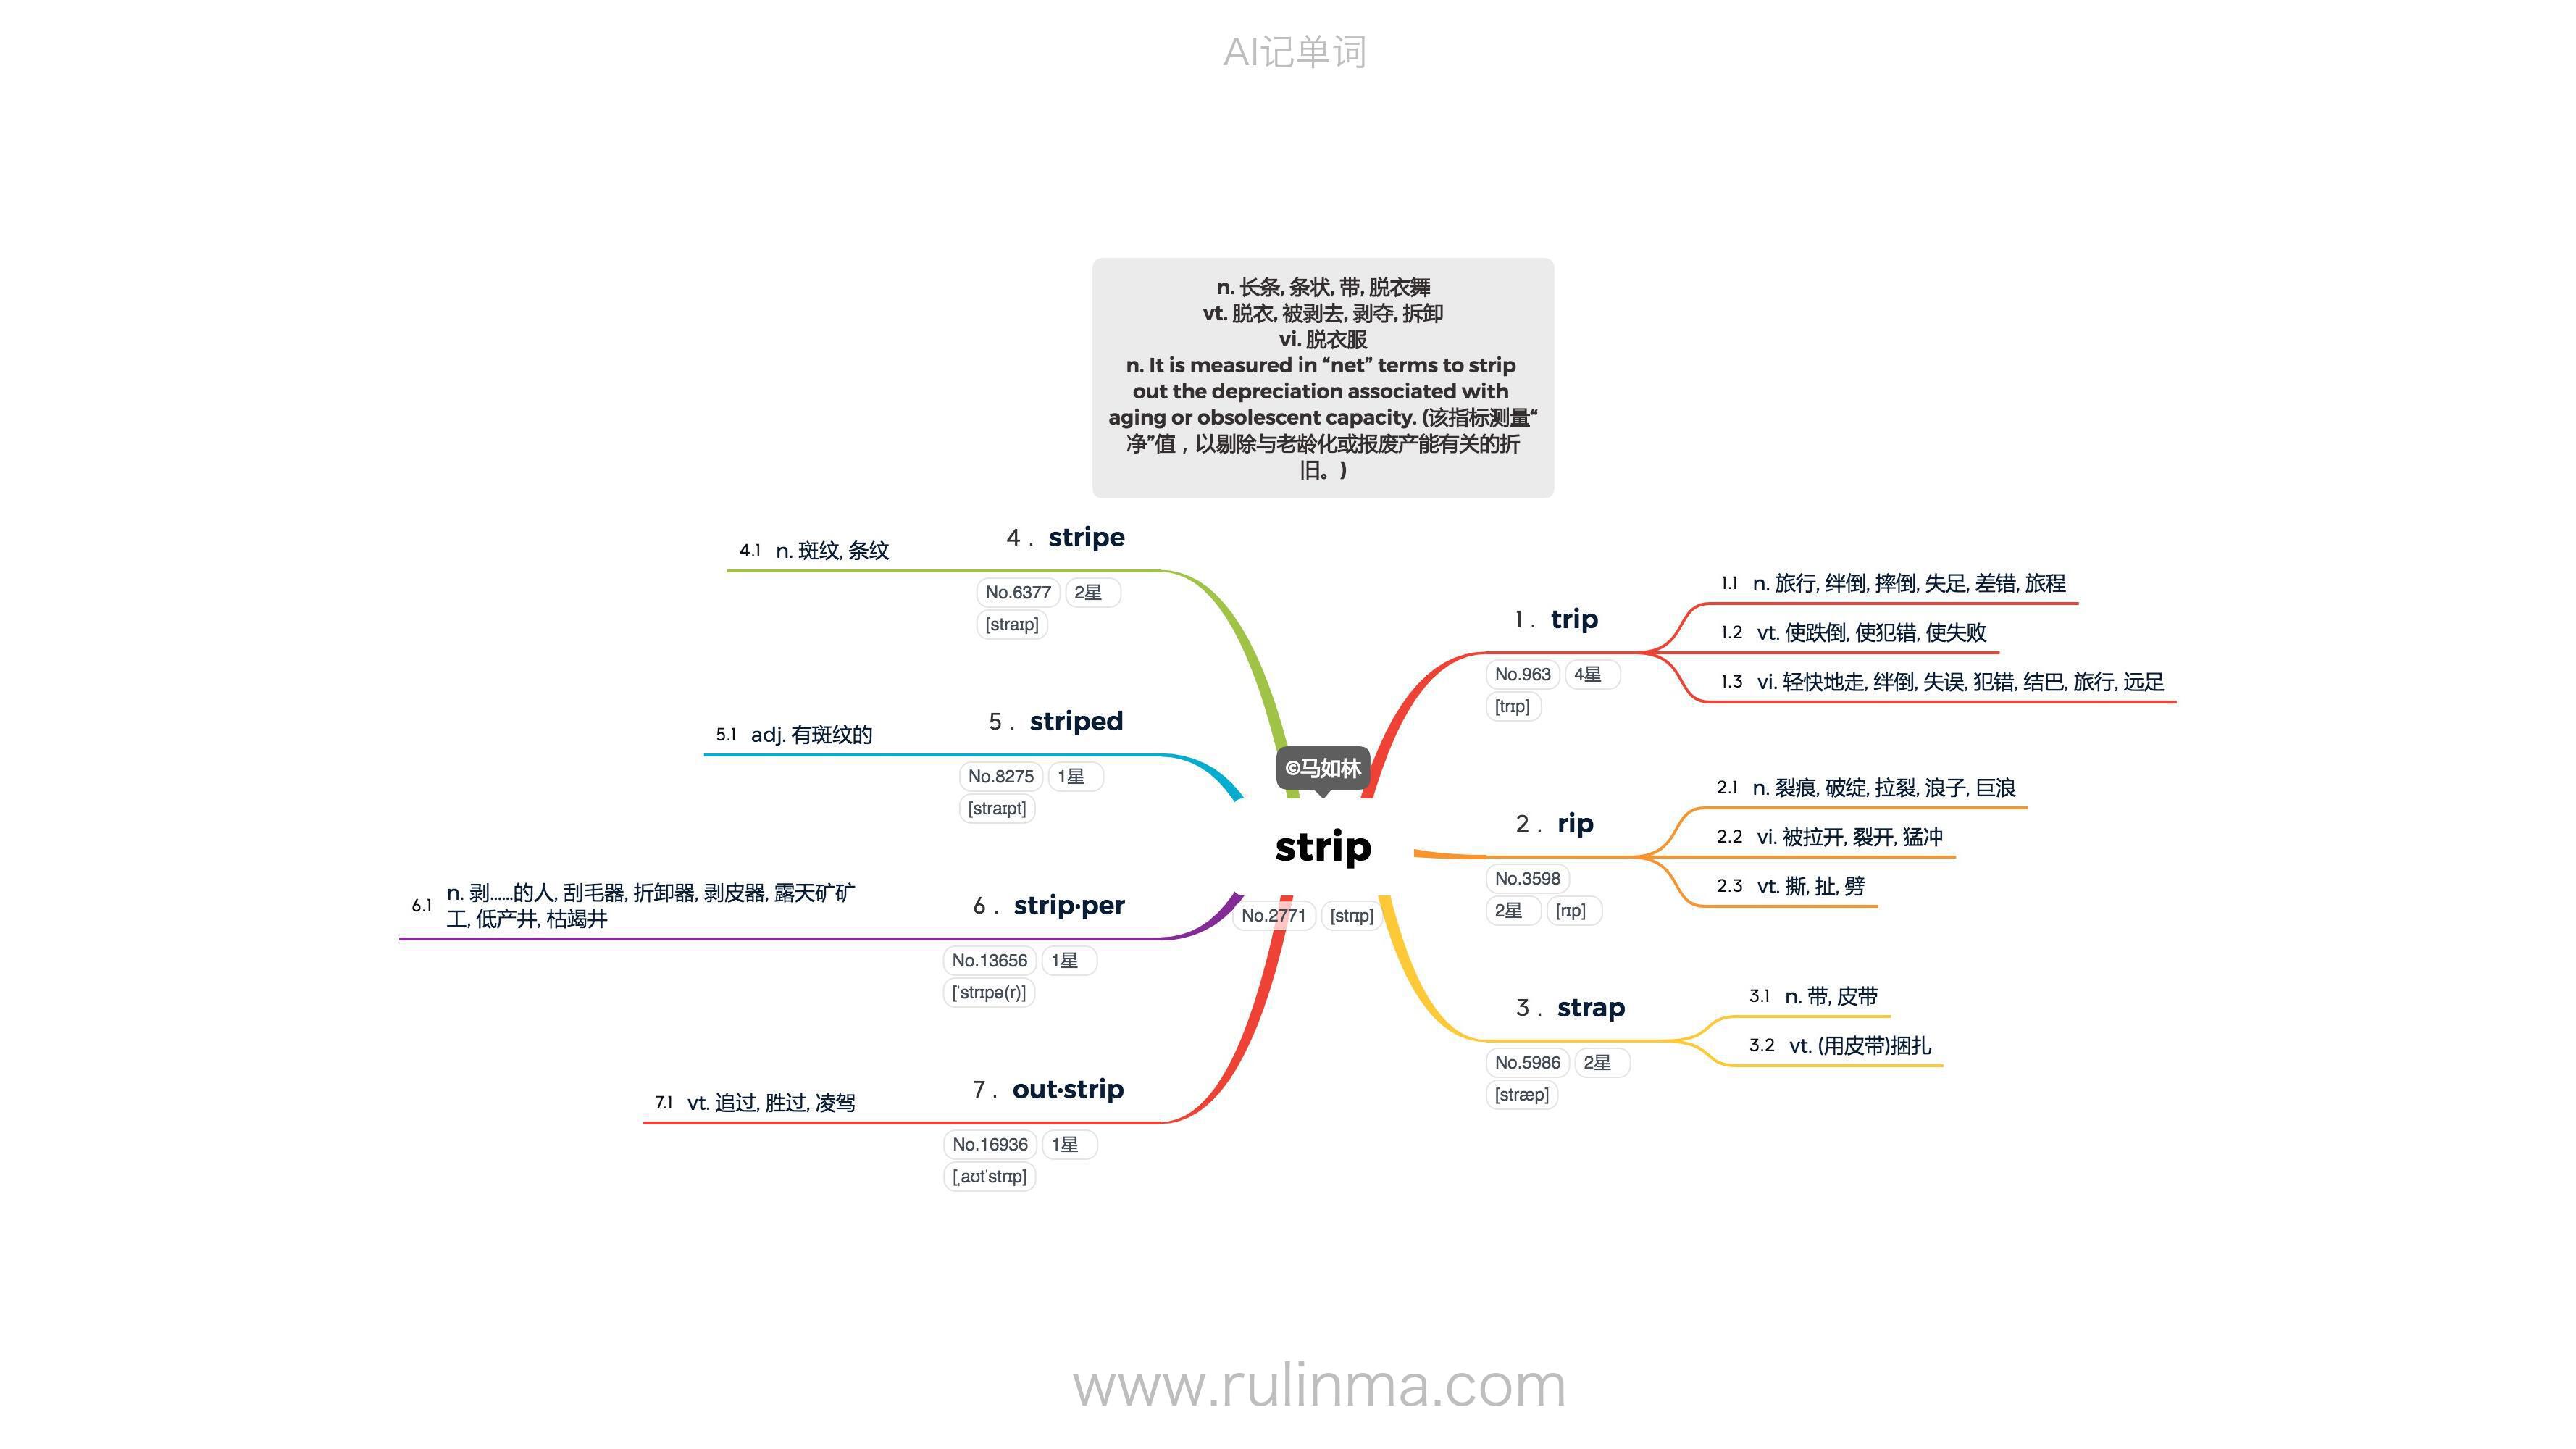 AI记单词
n. 长条, 条状, 带, 脱衣舞
vt. 脱衣, 被剥去, 剥夺, 拆卸
vi. 脱衣服
n. It is measured in “net” terms to strip
out the depreciation associated with
aging or obsolescent capacity. (该指标测量“
净”值，以剔除与老龄化或报废产能有关的折
旧。)
©马如林
strip
No.2771 [strɪp]
1. trip
No.963 4星
[trɪp]
1.1 n. 旅行, 绊倒, 摔倒, 失足, 差错, 旅程
1.2 vt. 使跌倒, 使犯错, 使失败
1.3 vi. 轻快地走, 绊倒, 失误, 犯错, 结巴, 旅行, 远足
2. rip
No.3598
2星 [rɪp]
2.1 n. 裂痕, 破绽, 拉裂, 浪子, 巨浪
2.2 vi. 被拉开, 裂开, 猛冲
2.3 vt. 撕, 扯, 劈
3. strap
No.5986 2星
[stræp]
3.1 n. 带, 皮带
3.2 vt. (用皮带)捆扎
4. stripe
No.6377 2星
[straɪp]
4.1 n. 斑纹, 条纹
5. striped
No.8275 1星
[straɪpt]
5.1 adj. 有斑纹的
6. strip·per
No.13656 1星
[ˈstrɪpə(r)]
6.1 n. 剥……的人, 刮毛器, 折卸器, 剥皮器, 露天矿矿
工, 低产井, 枯竭井
7. out·strip
No.16936 1星
[ˌaʊtˈstrɪp]
7.1 vt. 追过, 胜过, 凌驾
www.rulinma.com